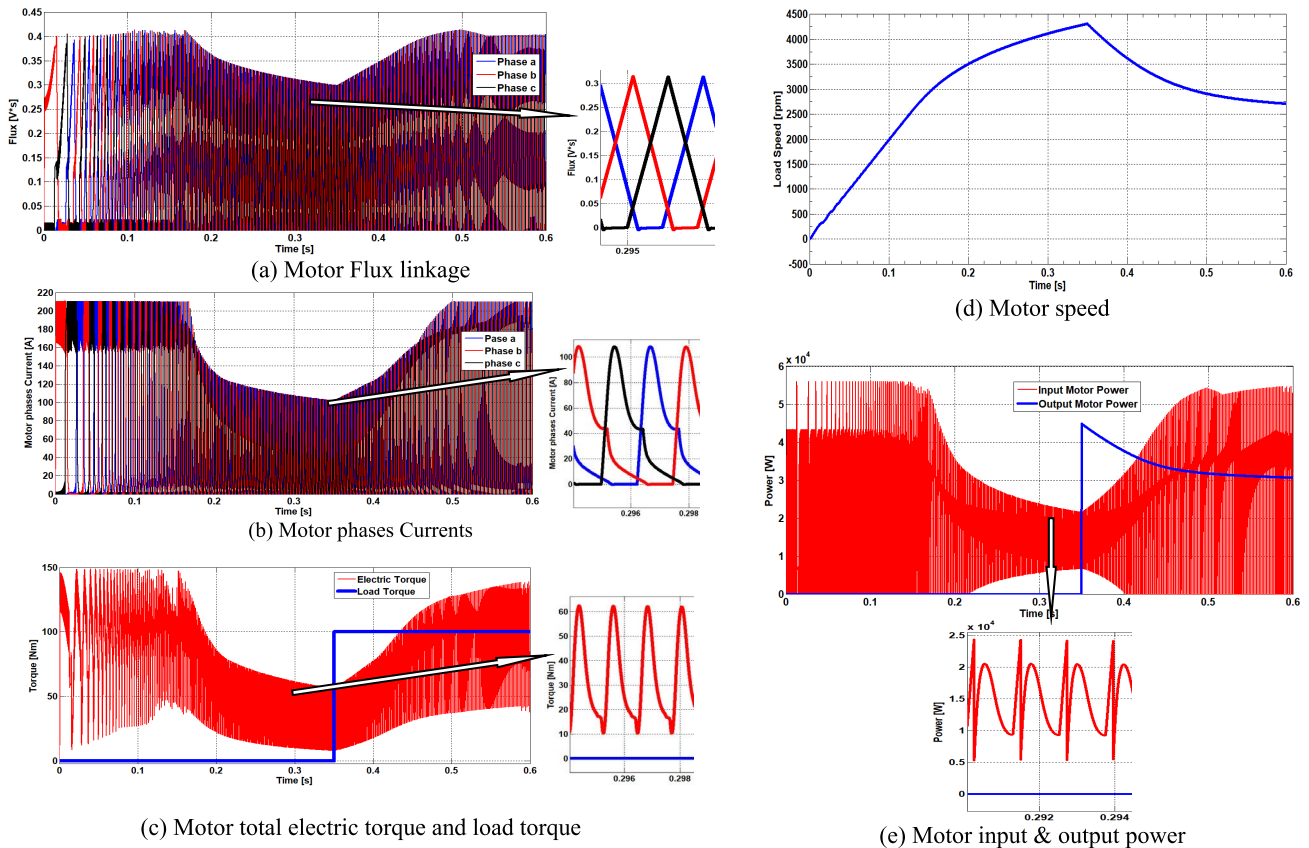 0.45
0.4
0.35
0.3
0.25
0.2
0.15
0.1
0.05
0
Flux [V*s]
Phase a
Phase b
Phase c
0 0.1 0.2 0.3 0.4 0.5 0.6
Time [s]
0.3
0.25
0.2
0.15
0.1
0.05
0
Flux [V*s]
0.295
(a) Motor Flux linkage
220
200
180
160
140
120
100
80
60
40
20
0
Motor phases Current [A]
Pase a
Phase b
phase c
0 0.1 0.2 0.3 0.4 0.5 0.6
Time [s]
100
80
60
40
20
0
Motor phases Current [A]
0.296 0.298
(b) Motor phases Currents
150
100
50
0
Torque [Nm]
Electric Torque
Load Torque
0 0.1 0.2 0.3 0.4 0.5 0.6
Time [s]
60
50
40
30
20
10
0
Torque [Nm]
0.296 0.298
(c) Motor total electric torque and load torque
4500
4000
3500
3000
2500
2000
1500
1000
500
0
-500
Load Speed [rpm]
0 0.1 0.2 0.3 0.4 0.5 0.6
Time [s]
(d) Motor speed
x 10⁴
6
5
4
3
2
1
0
Power [W]
Input Motor Power
Output Motor Power
0 0.1 0.2 0.3 0.4 0.5 0.6
Time [s]
x 10⁴
2.5
2
1.5
1
0.5
0
Power [W]
0.292 0.294
(e) Motor input & output power